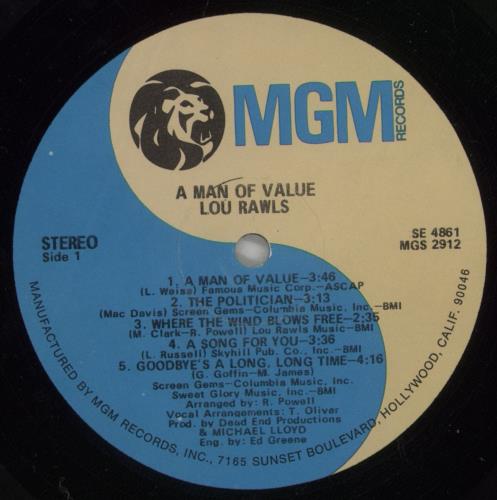 MGM
RECORDS
A MAN OF VALUE
LOU RAWLS
STEREO
Side 1
SE 4861
MGS 2912
1. A MAN OF VALUE—3:46
(L. Weiss) Famous Music Corp.—ASCAP
2. THE POLITICIAN—3:13
(Mac Davis) Screen Gems—Columbia Music, Inc.—BMI
3. WHERE THE WIND BLOWS FREE—2:35
(M. Clark—R. Powell) Lou Rawls Music—BMI
4. A SONG FOR YOU—3:36
(L. Russell) Skyhill Pub. Co., Inc.—BMI
5. GOODBYE'S A LONG, LONG TIME—4:16
(G. Goffin—M. James)
Screen Gems—Columbia Music, Inc.
Sweet Glory Music, Inc.—BMI
Arranged by: R. Powell
Vocal Arrangements: T. Oliver
Prod. by Dead End Productions
& MICHAEL LLOYD
Eng. by: Ed Greene
MANUFACTURED BY MGM RECORDS, INC., 7165 SUNSET BOULEVARD, HOLLYWOOD, CALIF. 90046